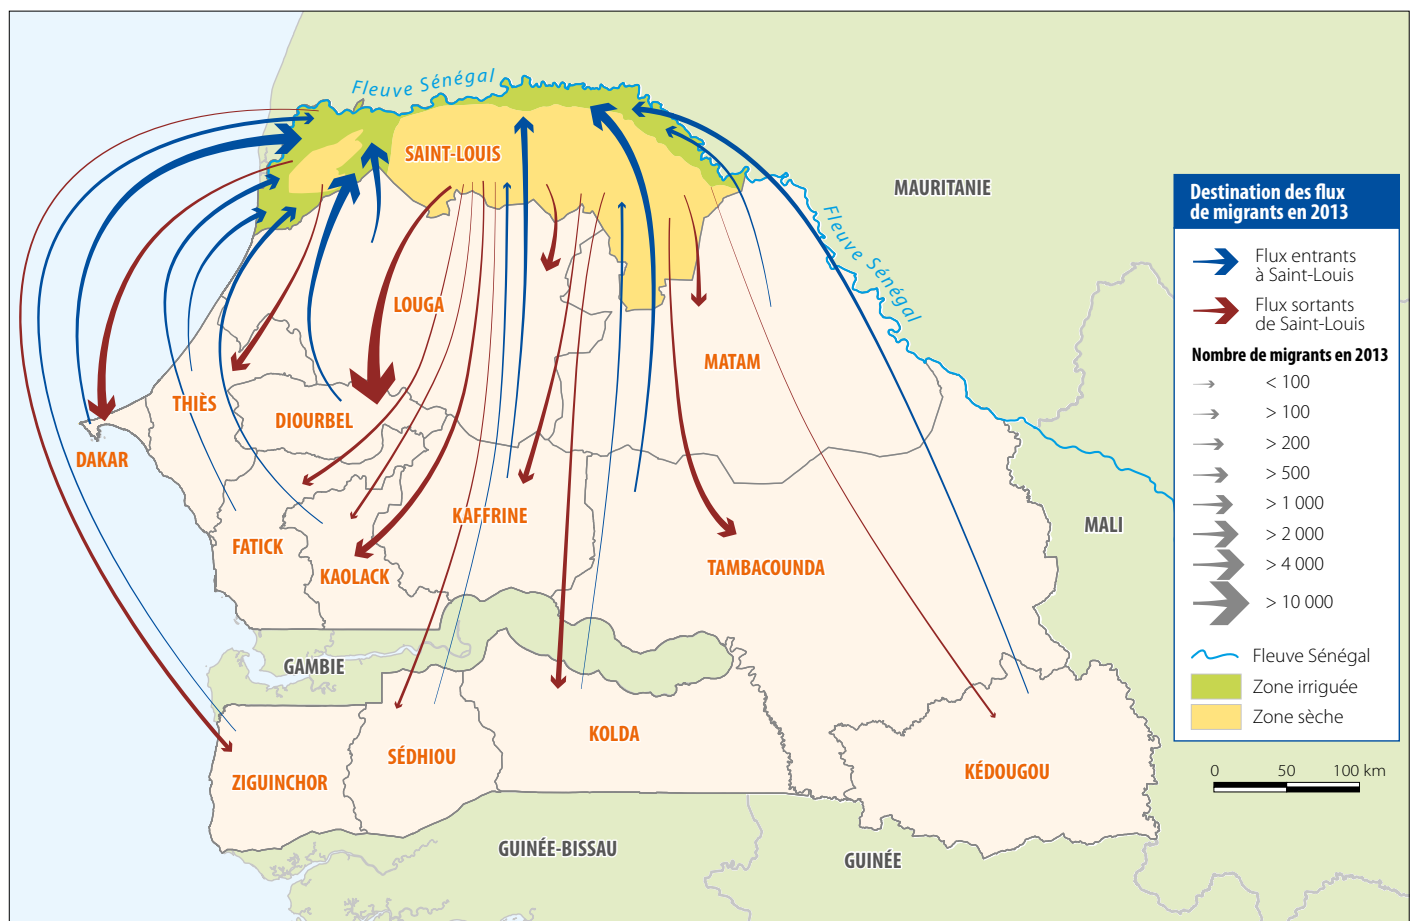 Fleuve Sénégal
SAINT-LOUIS
MAURITANIE
Fleuve Sénégal
LOUGA
MATAM
THIÈS
DIOURBEL
DAKAR
KAFFRINE
MALI
FATICK
KAOLACK
TAMBACOUNDA
GAMBIE
KOLDA
SÉDHIOU
ZIGUINCHOR
KÉDOUGOU
GUINÉE-BISSAU
GUINÉE
Destination des flux
de migrants en 2013
Flux entrants
à Saint-Louis
Flux sortants
de Saint-Louis
Nombre de migrants en 2013
< 100
> 100
> 200
> 500
> 1 000
> 2 000
> 4 000
> 10 000
Fleuve Sénégal
Zone irriguée
Zone sèche
0 50 100 km